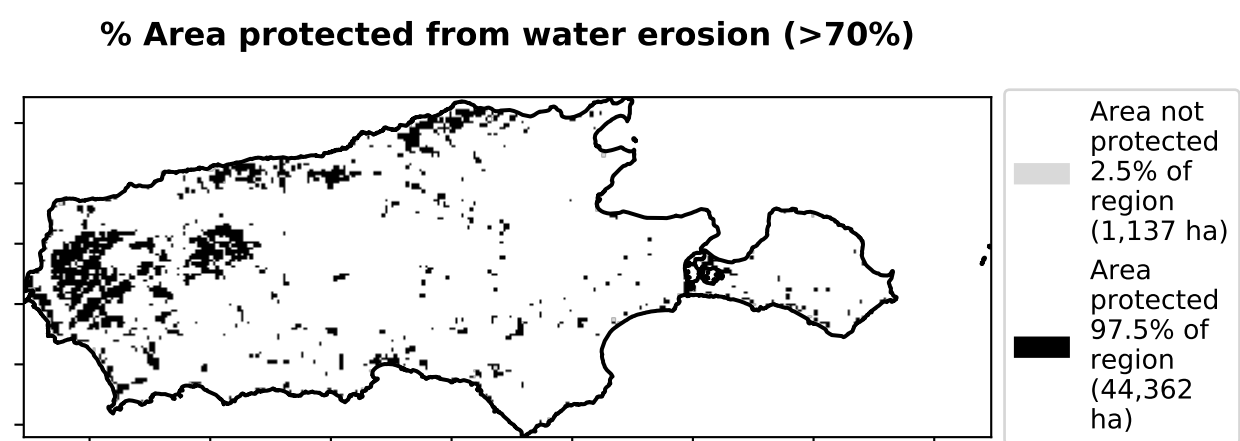 % Area protected from water erosion (>70%)
Area not
protected
2.5% of
region
(1,137 ha)
Area
protected
97.5% of
region
(44,362
ha)